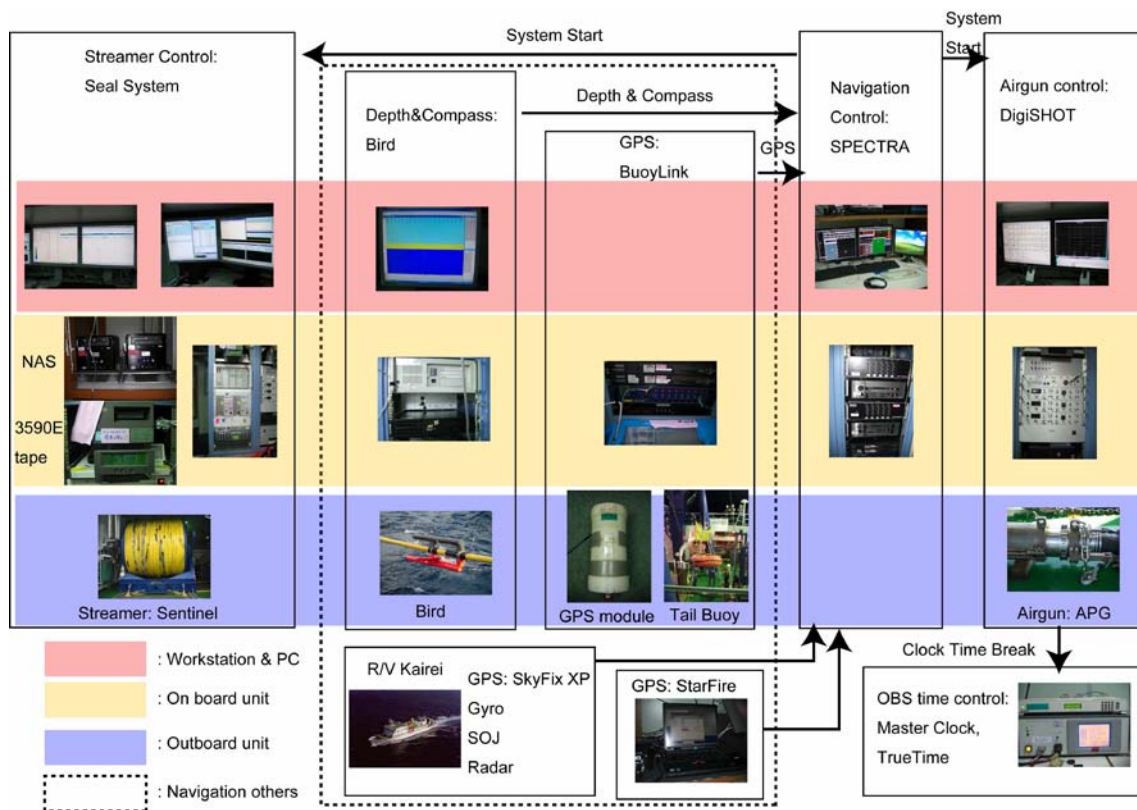 System Start
System
Start
Streamer Control:
Seal System
Depth&Compass:
Bird
Depth & Compass
GPS:
BuoyLink
GPS
Navigation
Control:
SPECTRA
Airgun control:
DigiSHOT
NAS
3590E
tape
Streamer: Sentinel
Bird
GPS module
Tail Buoy
Airgun: APG
: Workstation & PC
: On board unit
: Outboard unit
: Navigation others
R/V Kairei
GPS: SkyFix XP
Gyro
SOJ
Radar
GPS: StarFire
Clock Time Break
OBS time control:
Master Clock,
TrueTime